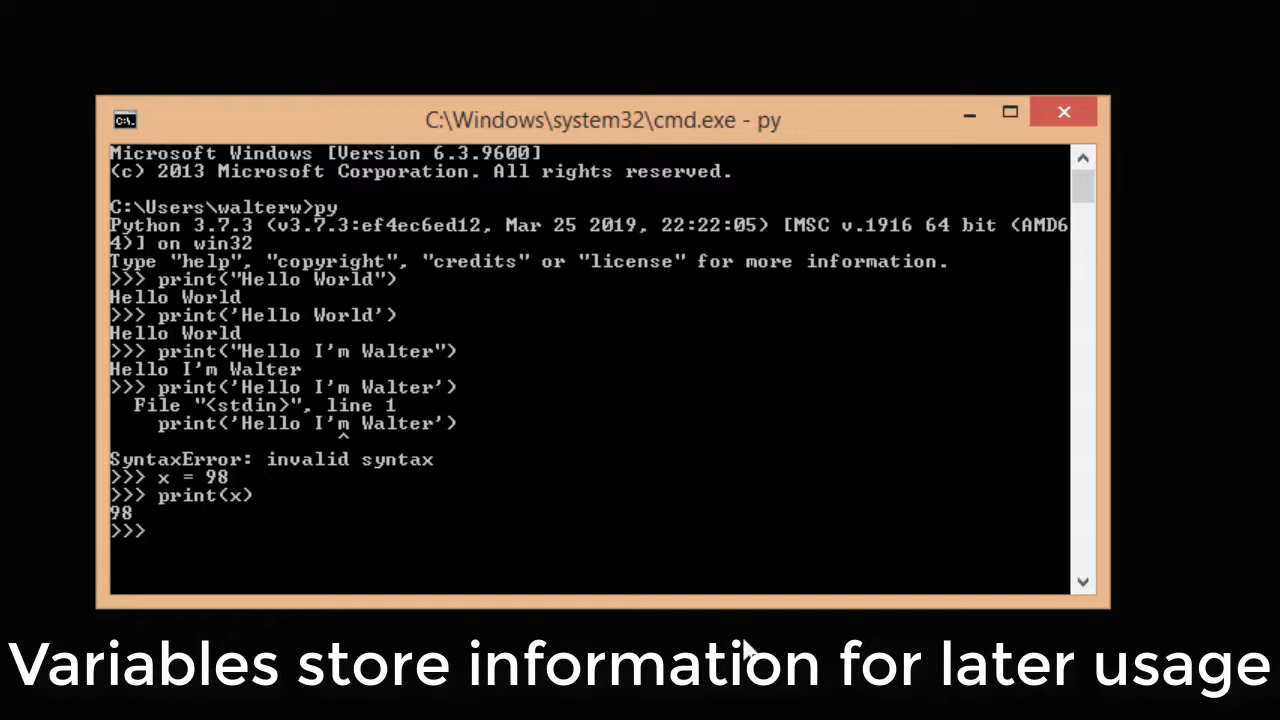 C:\Windows\system32\cmd.exe - py
Microsoft Windows [Version 6.3.9600]
(c) 2013 Microsoft Corporation. All rights reserved.
C:\Users\walterw>py
Python 3.7.3 (v3.7.3:ef4ec6ed12, Mar 25 2019, 22:22:05) [MSC v.1916 64 bit (AMD6
4)] on win32
Type "help", "copyright", "credits" or "license" for more information.
>>> print("Hello World")
Hello World
>>> print('Hello World')
Hello World
>>> print("Hello I'm Walter")
Hello I'm Walter
>>> print('Hello I'm Walter')
  File "<stdin>", line 1
    print('Hello I'm Walter')
                   ^
SyntaxError: invalid syntax
>>> x = 98
>>> print(x)
98
>>>
Variables store information for later usage